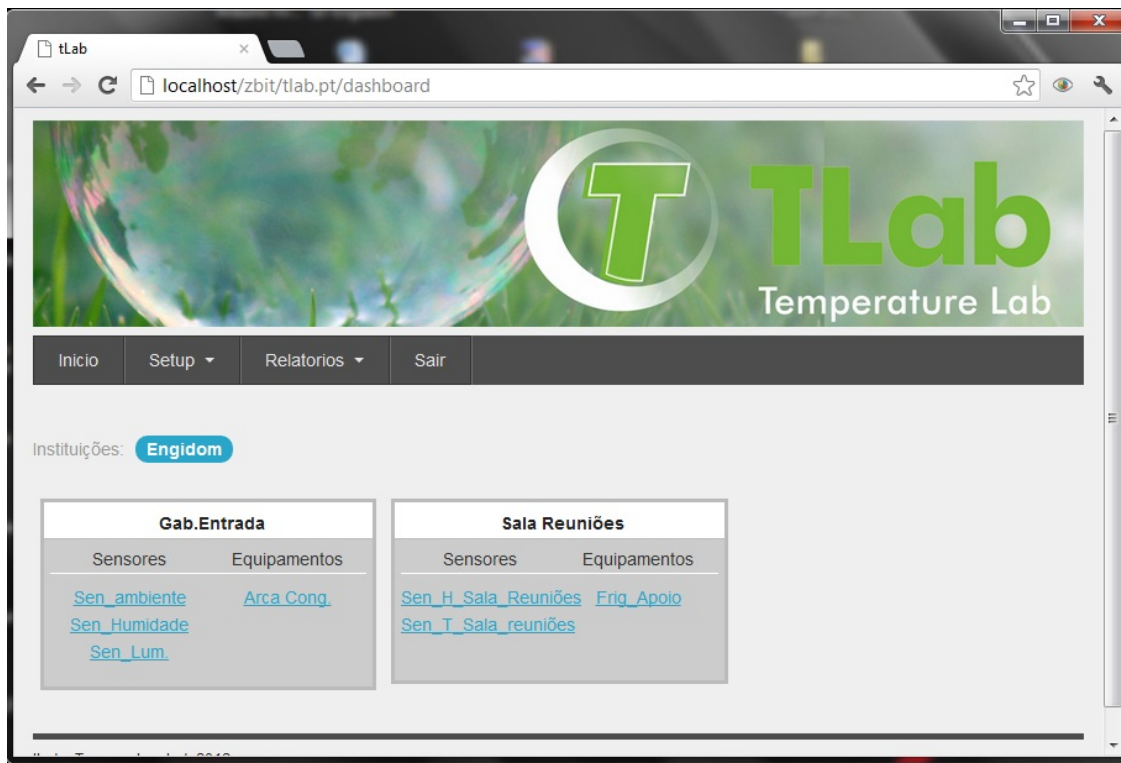 tLab
localhost/zbit/tlab.pt/dashboard
T TLab
Temperature Lab
Inicio Setup Relatorios Sair
Instituições: Engidom
Gab.Entrada
Sensores Equipamentos
Sen_ambiente Arca Cong.
Sen_Humidade
Sen_Lum.
Sala Reuniões
Sensores Equipamentos
Sen_H_Sala_Reuniões Frig_Apoio
Sen_T_Sala_reuniões